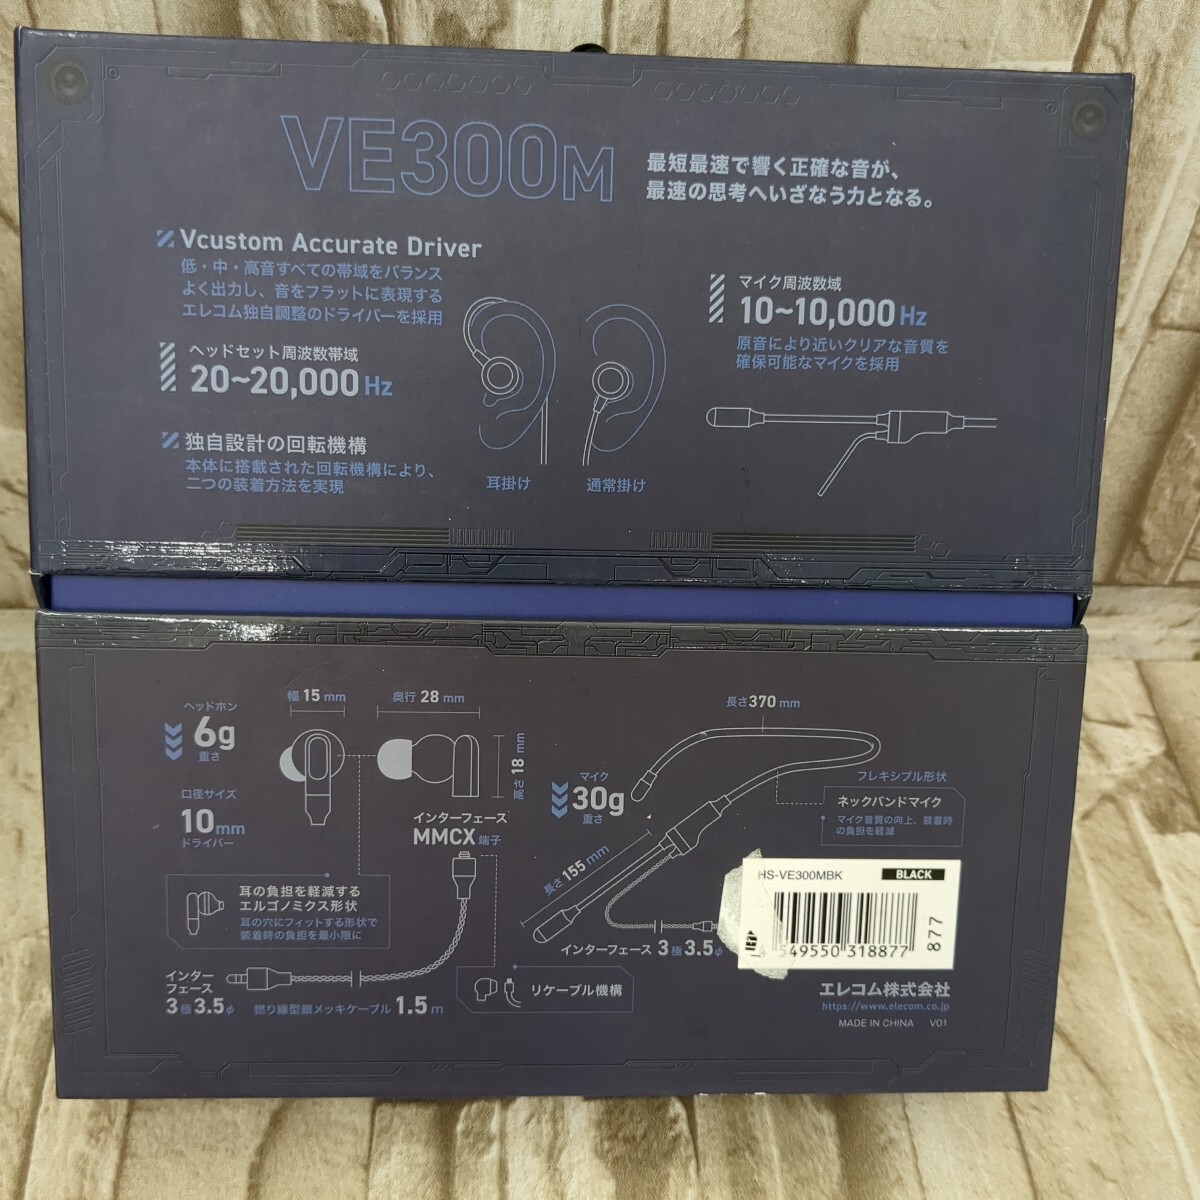 VE300M
最短最速で響く正確な音が、
最速の思考へいざなう力となる。
Vcustom Accurate Driver
低・中・高音すべての帯域をバランス
よく出力し、音をフラットに表現する
エレコム独自調整のドライバーを採用
ヘッドセット周波数帯域
20~20,000 Hz
独自設計の回転機構
本体に搭載された回転機構により、
二つの装着方法を実現
耳掛け
通常掛け
マイク周波数域
10~10,000 Hz
原音により近いクリアな音質を
確保可能なマイクを採用
ヘッドホン
6g
重さ
口径サイズ
10mm
ドライバー
幅 15 mm
奥行 28 mm
高さ 18 mm
インターフェース
MMCX 端子
耳の負担を軽減する
エルゴノミクス形状
耳の穴にフィットする形状で
装着時の負担を最小限に
インター
フェース
3極 3.5φ
撚り線型銀メッキケーブル 1.5 m
リケーブル機構
マイク
30g
重さ
長さ 370 mm
フレキシブル形状
ネックバンドマイク
マイク音質の向上、装着時
の負担を軽減
長さ 155 mm
インターフェース 3極 3.5φ
HS-VE300MBK
BLACK
4 549550 318877
877
エレコム株式会社
https://www.elecom.co.jp
MADE IN CHINA V01